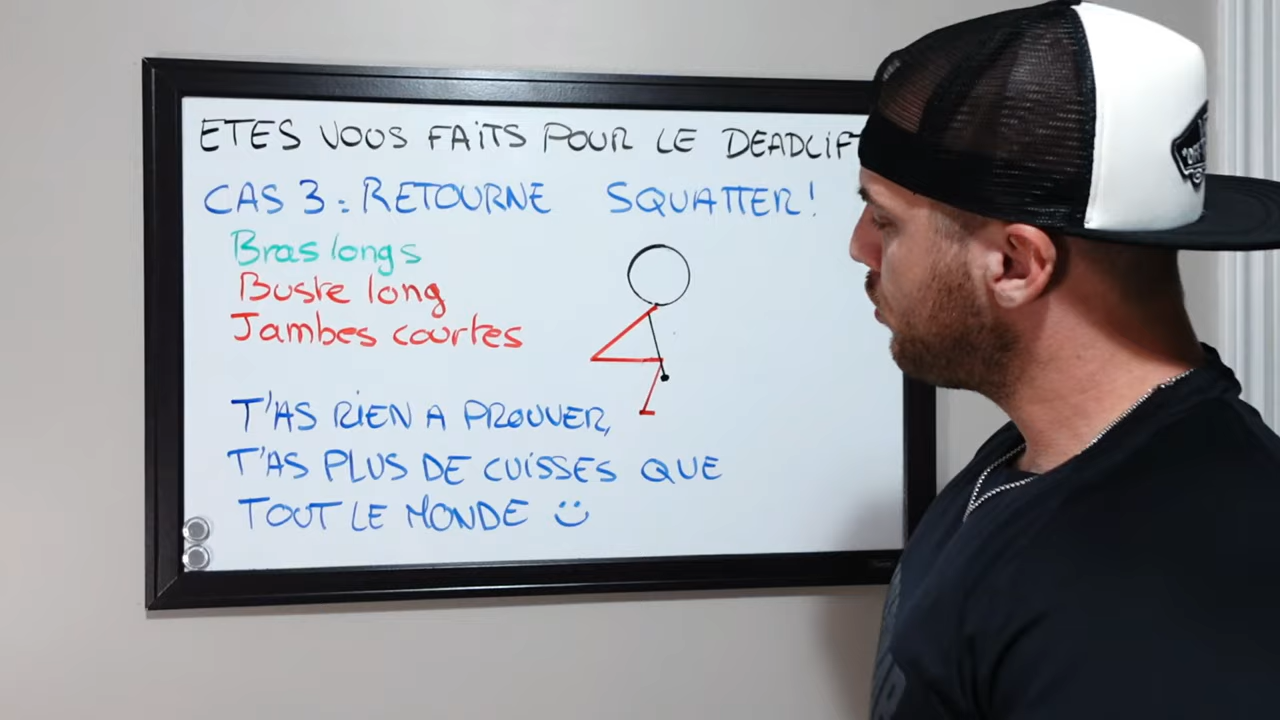 ETES VOUS FAITS POUR LE DEADLIF
CAS 3 : RETOURNE SQUATTER !
Bras longs
Buste long
Jambes courtes
T'AS RIEN A PROUVER,
T'AS PLUS DE CUISSES QUE
TOUT LE MONDE